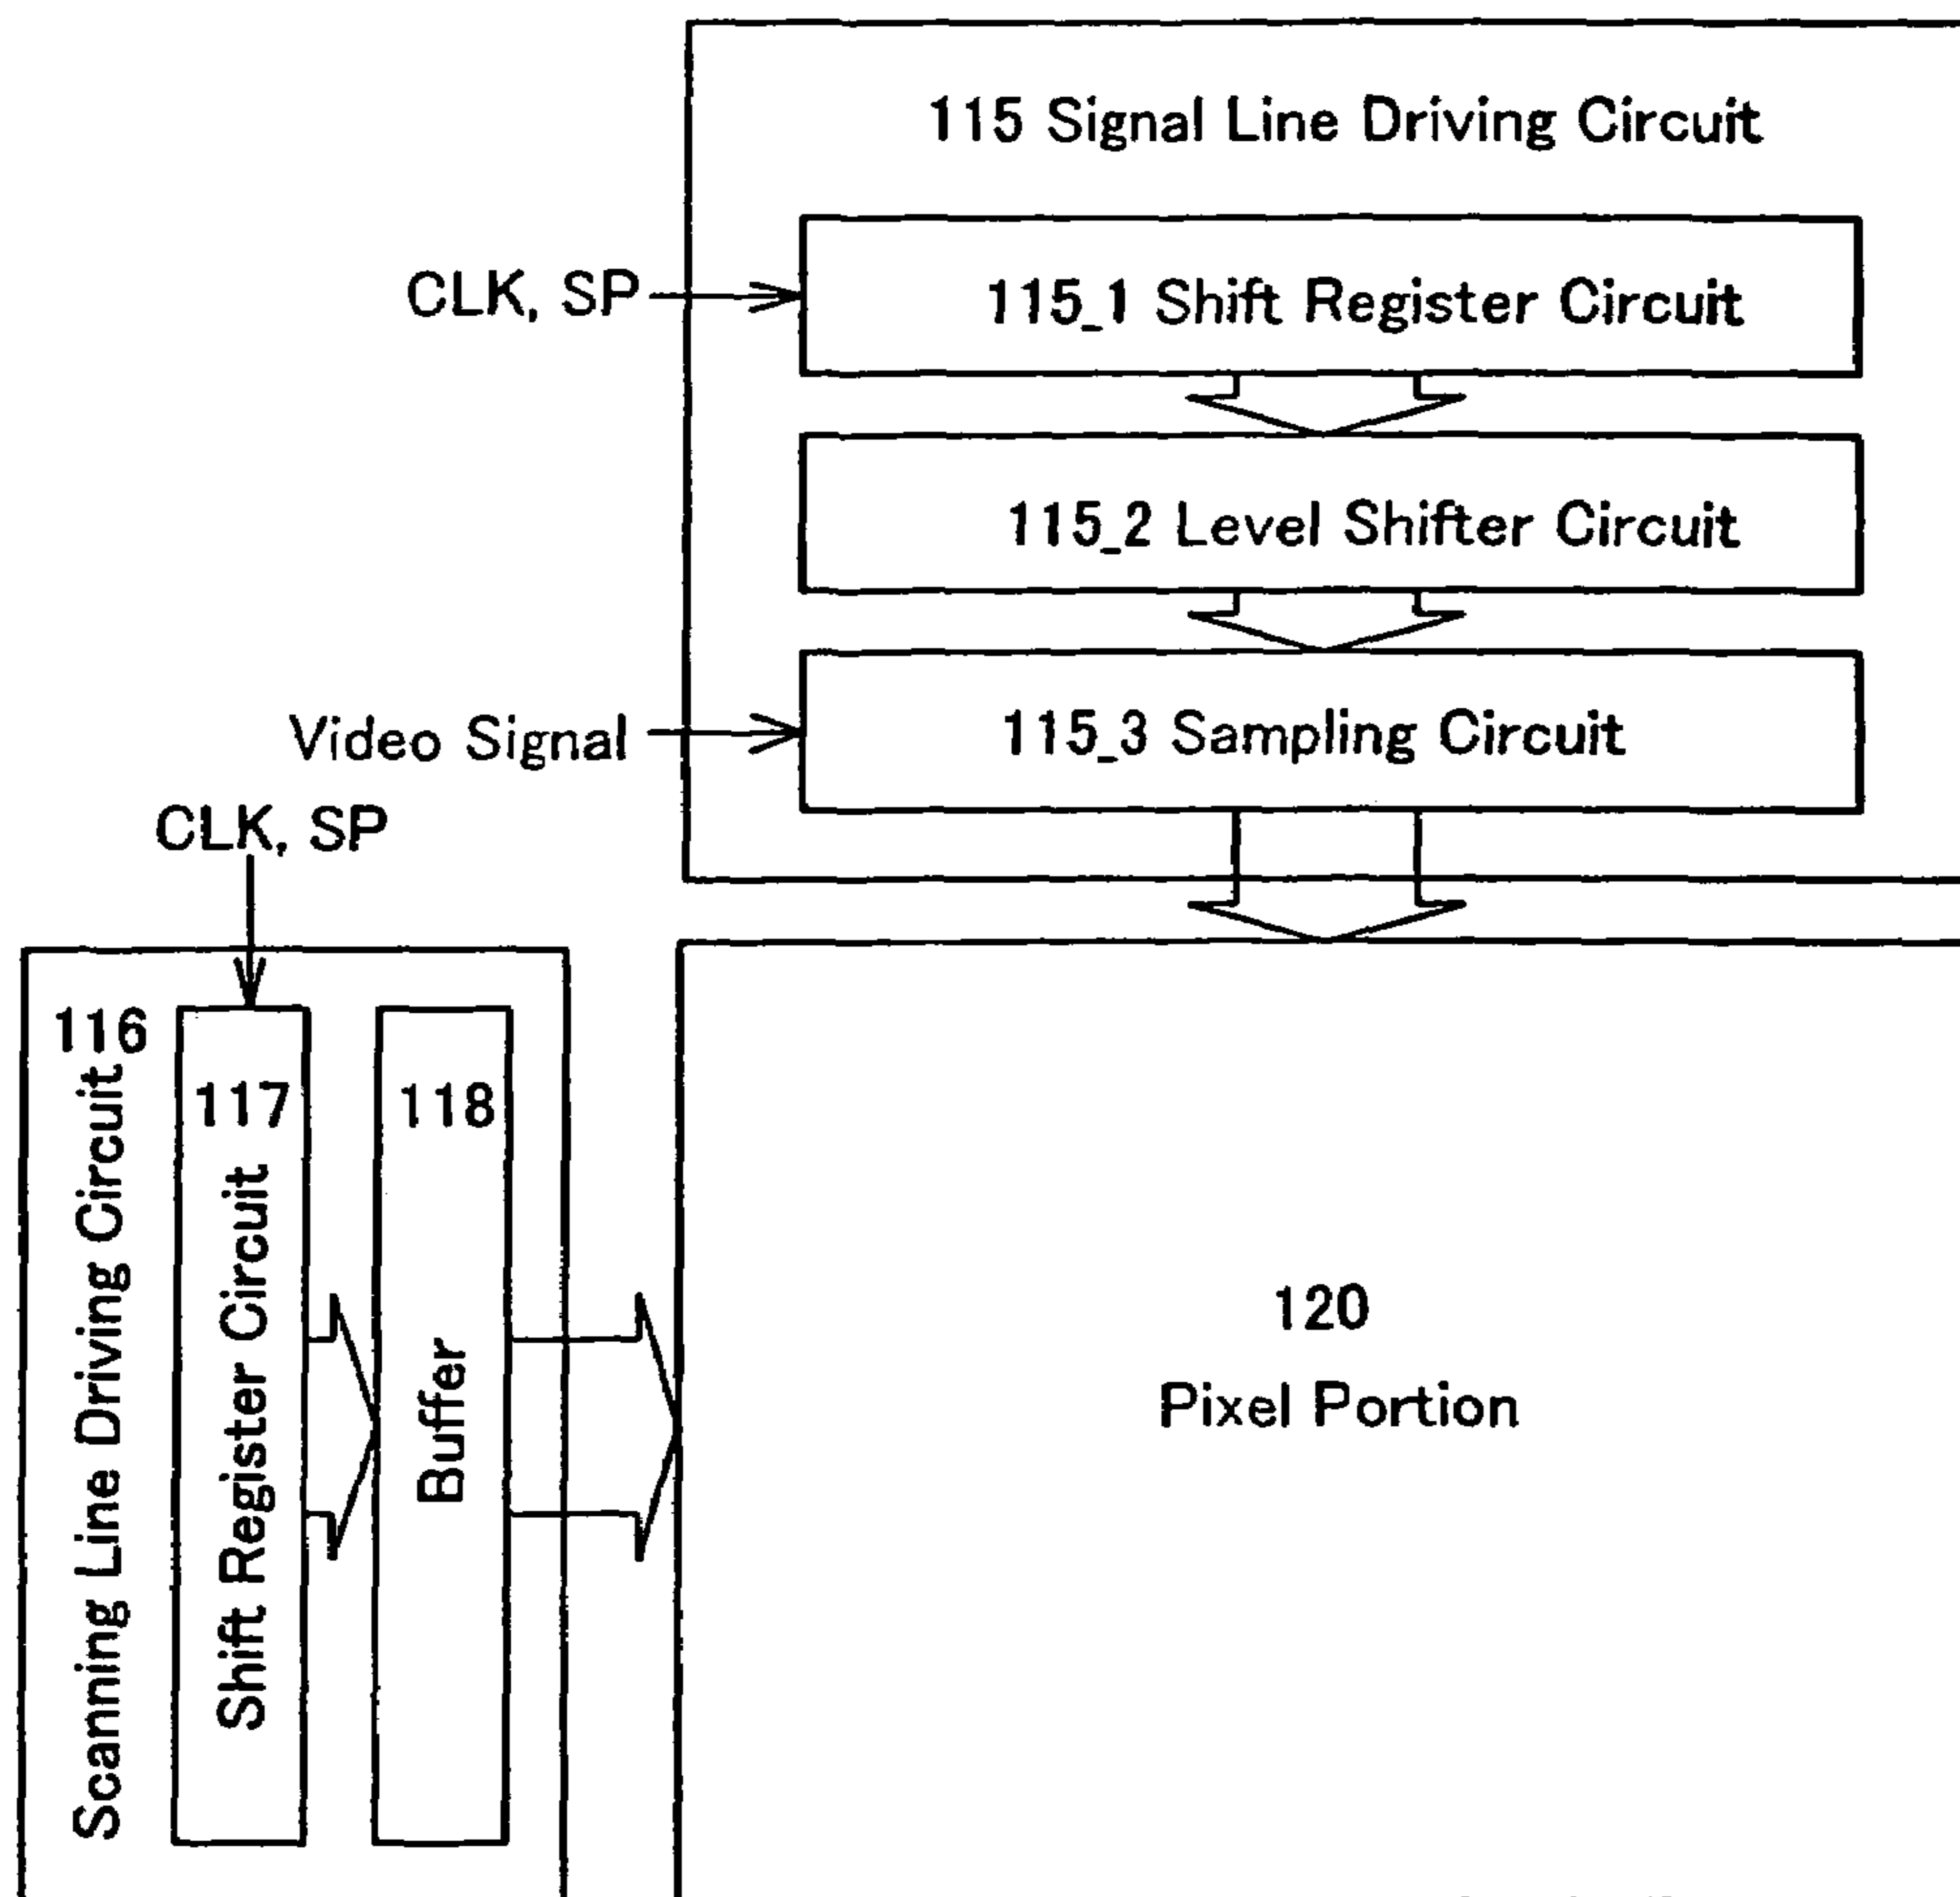 115 Signal Line Driving Circuit
CLK, SP
115_1 Shift Register Circuit
115_2 Level Shifter Circuit
Video Signal
115_3 Sampling Circuit
CLK, SP
116
Scanning Line Driving Circuit
117
Shift Register Circuit
118
Buffer
120
Pixel Portion